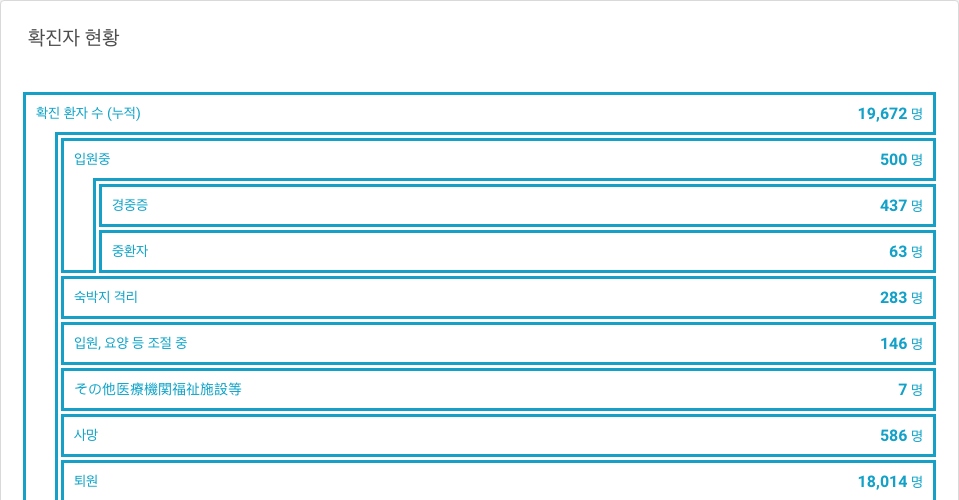 확진자 현황
확진 환자 수 (누적) 19,672 명
입원중 500 명
경중증 437 명
중환자 63 명
숙박지 격리 283 명
입원, 요양 등 조절 중 146 명
その他医療機関福祉施設等 7 명
사망 586 명
퇴원 18,014 명